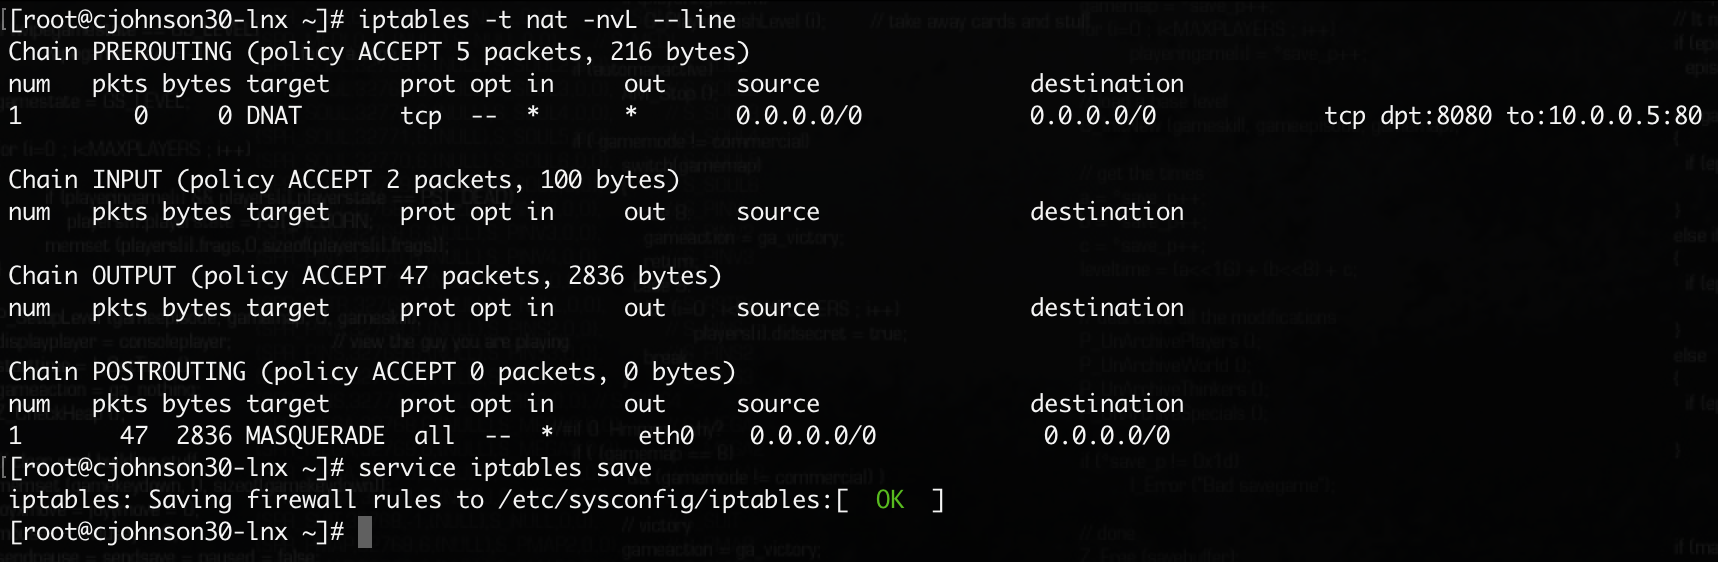 [[root@cjohnson30-lnx ~]# iptables -t nat -nvL --line
Chain PREROUTING (policy ACCEPT 5 packets, 216 bytes)
num   pkts bytes target     prot opt in     out     source               destination
1        0     0 DNAT       tcp  --  *      *       0.0.0.0/0            0.0.0.0/0            tcp dpt:8080 to:10.0.0.5:80
Chain INPUT (policy ACCEPT 2 packets, 100 bytes)
num   pkts bytes target     prot opt in     out     source               destination
Chain OUTPUT (policy ACCEPT 47 packets, 2836 bytes)
num   pkts bytes target     prot opt in     out     source               destination
Chain POSTROUTING (policy ACCEPT 0 packets, 0 bytes)
num   pkts bytes target     prot opt in     out     source               destination
1       47  2836 MASQUERADE  all  --  *      eth0    0.0.0.0/0            0.0.0.0/0
[[root@cjohnson30-lnx ~]# service iptables save
iptables: Saving firewall rules to /etc/sysconfig/iptables:[  OK  ]
[root@cjohnson30-lnx ~]#